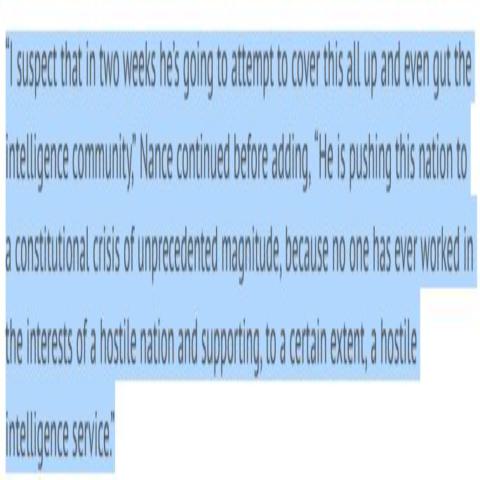 “I suspect that in two weeks he’s going to attempt to cover this all up and even gut the
intelligence community,” Nance continued before adding, “He is pushing this nation to
a constitutional crisis of unprecedented magnitude, because no one has ever worked in
the interests of a hostile nation and supporting, to a certain extent, a hostile
intelligence service.”